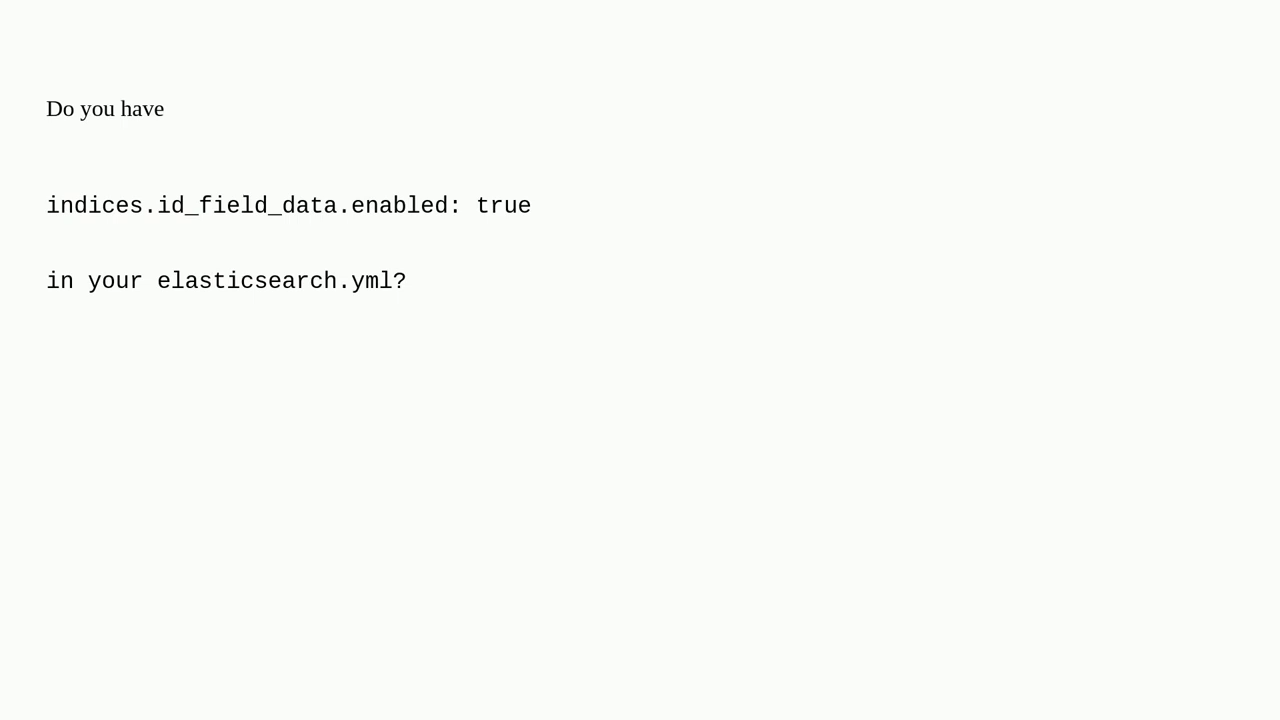 Do you have
indices.id_field_data.enabled: true
in your elasticsearch.yml?